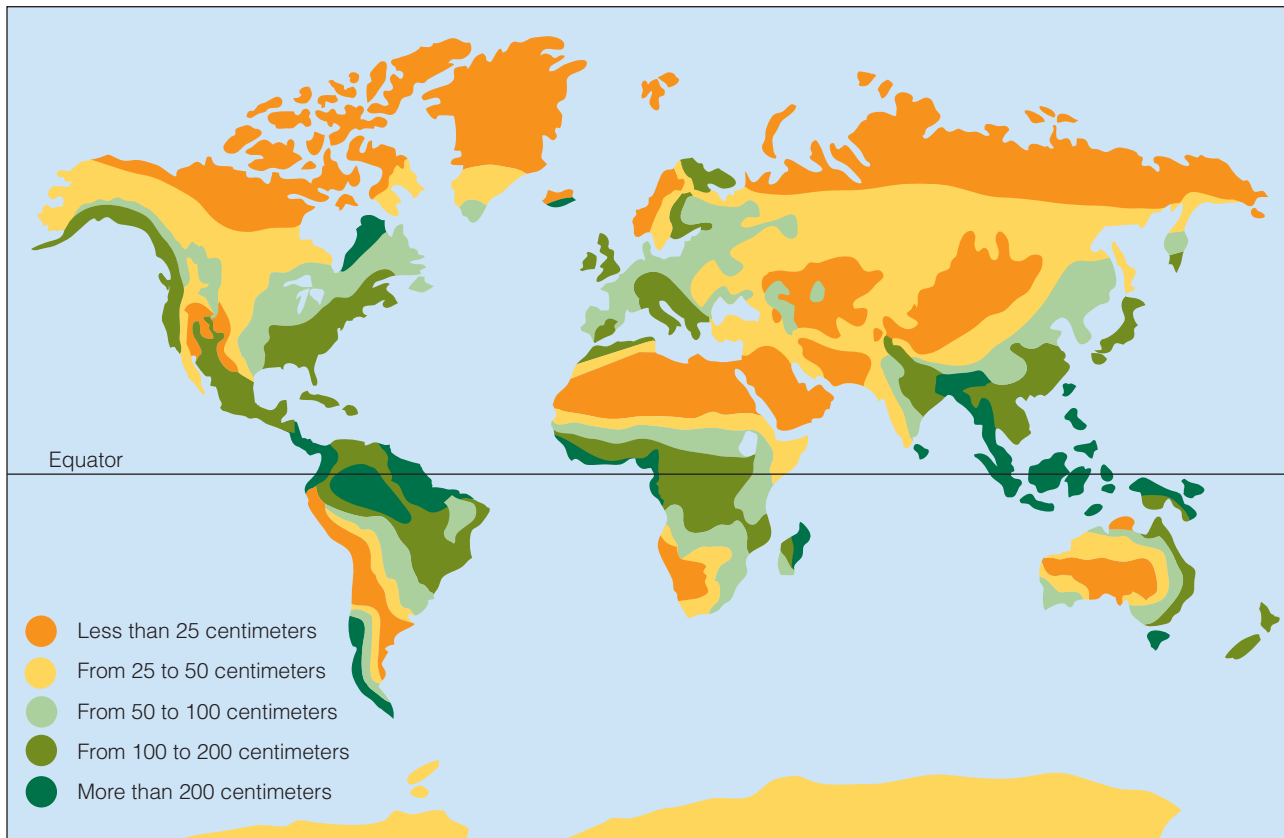 Equator
Less than 25 centimeters
From 25 to 50 centimeters
From 50 to 100 centimeters
From 100 to 200 centimeters
More than 200 centimeters